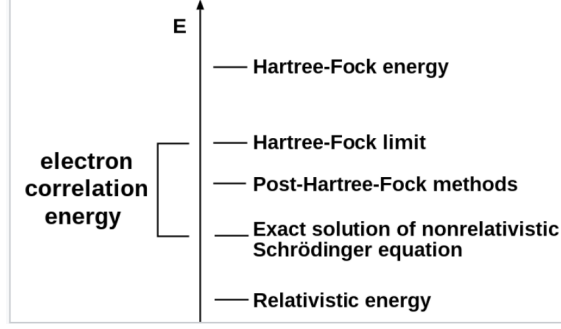 E
Hartree-Fock energy
Hartree-Fock limit
electron
correlation
energy
Post-Hartree-Fock methods
Exact solution of nonrelativistic
Schrödinger equation
Relativistic energy